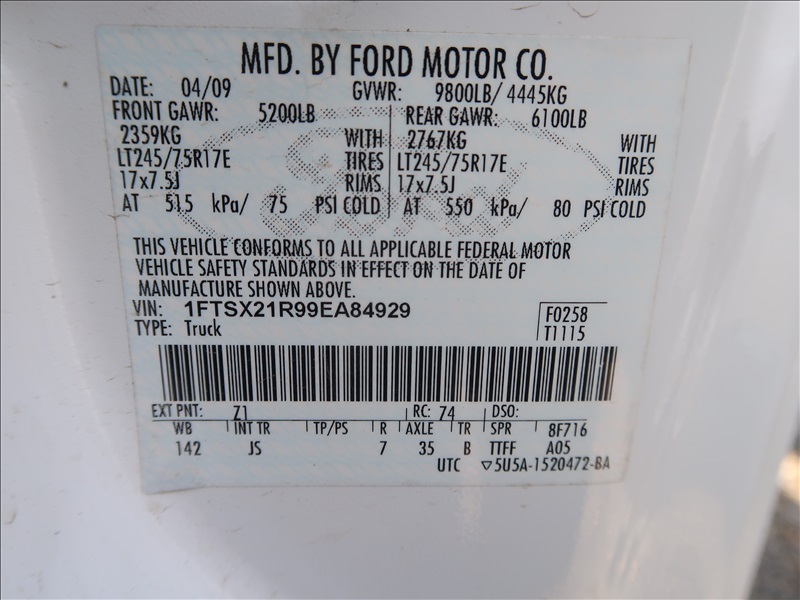 MFD. BY FORD MOTOR CO.
DATE: 04/09 GVWR: 9800LB/ 4445KG
FRONT GAWR: 5200LB REAR GAWR: 6100LB
2359KG WITH 2767KG WITH
LT245/75R17E TIRES LT245/75R17E TIRES
17x7.5J RIMS 17x7.5J RIMS
AT 515 kPa/ 75 PSI COLD AT 550 kPa/ 80 PSI COLD
THIS VEHICLE CONFORMS TO ALL APPLICABLE FEDERAL MOTOR
VEHICLE SAFETY STANDARDS IN EFFECT ON THE DATE OF
MANUFACTURE SHOWN ABOVE.
VIN: 1FTSX21R99EA84929 F0258
TYPE: Truck T1115
EXT PNT: Z1 RC: 74 DSO:
WB INT TR TP/PS R AXLE TR SPR 8F716
142 JS 7 35 B TTFF A05
UTC ▽5U5A-1520472-BA